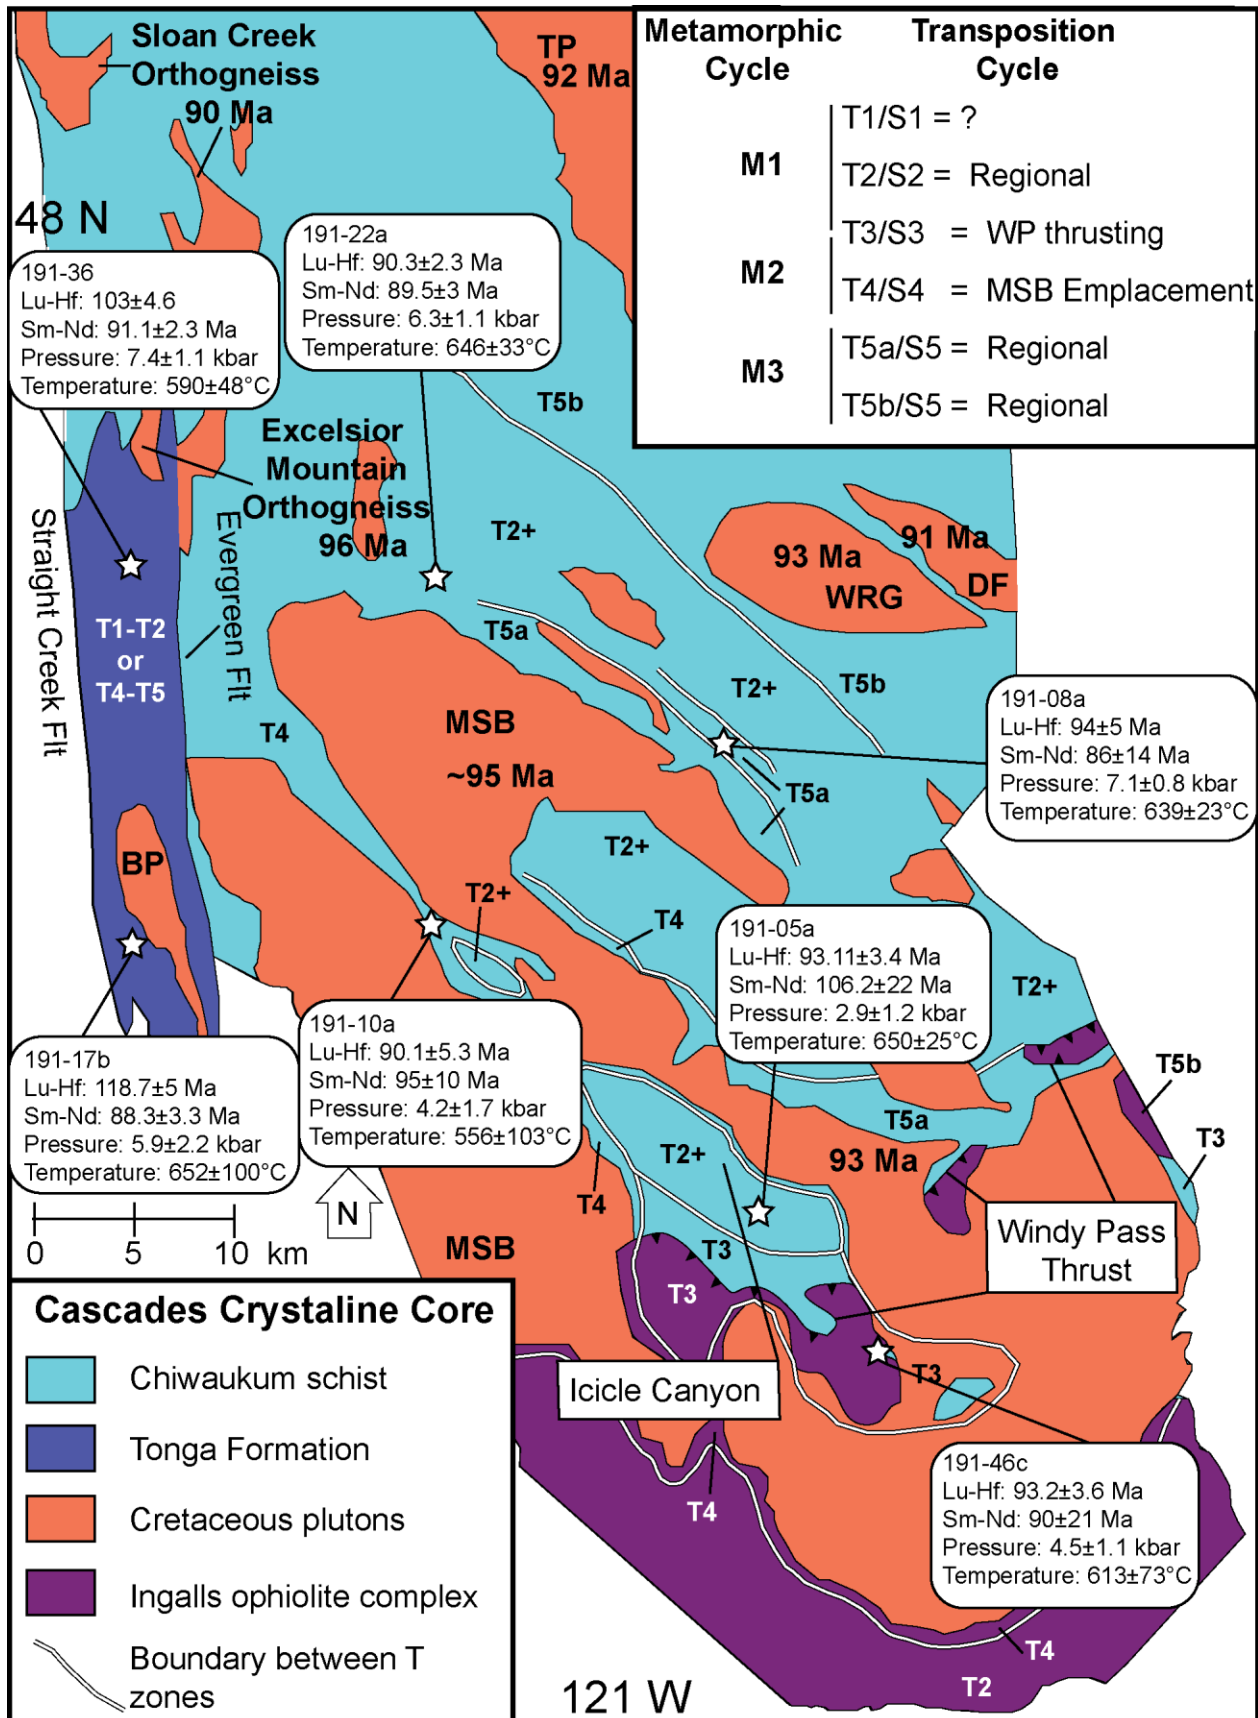 Sloan Creek
Orthogneiss
90 Ma
TP
92 Ma
Metamorphic
Cycle
Transposition
Cycle
M1
T1/S1 = ?
T2/S2 = Regional
T3/S3 = WP thrusting
M2
T4/S4 = MSB Emplacement
M3
T5a/S5 = Regional
T5b/S5 = Regional
48 N
191-36
Lu-Hf: 103±4.6
Sm-Nd: 91.1±2.3 Ma
Pressure: 7.4±1.1 kbar
Temperature: 590±48°C
191-22a
Lu-Hf: 90.3±2.3 Ma
Sm-Nd: 89.5±3 Ma
Pressure: 6.3±1.1 kbar
Temperature: 646±33°C
T5b
Excelsior
Mountain
Orthogneiss
96 Ma
T2+
93 Ma
WRG
91 Ma
DF
Straight Creek Flt
Evergreen Flt
T1-T2
or
T4-T5
T5a
T2+
T5b
T4
MSB
~95 Ma
T5a
191-08a
Lu-Hf: 94±5 Ma
Sm-Nd: 86±14 Ma
Pressure: 7.1±0.8 kbar
Temperature: 639±23°C
BP
T2+
T2+
T4
191-05a
Lu-Hf: 93.11±3.4 Ma
Sm-Nd: 106.2±22 Ma
Pressure: 2.9±1.2 kbar
Temperature: 650±25°C
T2+
191-17b
Lu-Hf: 118.7±5 Ma
Sm-Nd: 88.3±3.3 Ma
Pressure: 5.9±2.2 kbar
Temperature: 652±100°C
191-10a
Lu-Hf: 90.1±5.3 Ma
Sm-Nd: 95±10 Ma
Pressure: 4.2±1.7 kbar
Temperature: 556±103°C
T5b
T5a
T3
T2+
93 Ma
T4
N
0 5 10 km
MSB
T3
T3
Windy Pass
Thrust
Icicle Canyon
T3
Cascades Crystaline Core
Chiwaukum schist
Tonga Formation
Cretaceous plutons
Ingalls ophiolite complex
Boundary between T
zones
191-46c
Lu-Hf: 93.2±3.6 Ma
Sm-Nd: 90±21 Ma
Pressure: 4.5±1.1 kbar
Temperature: 613±73°C
T4
T4
T2
121 W